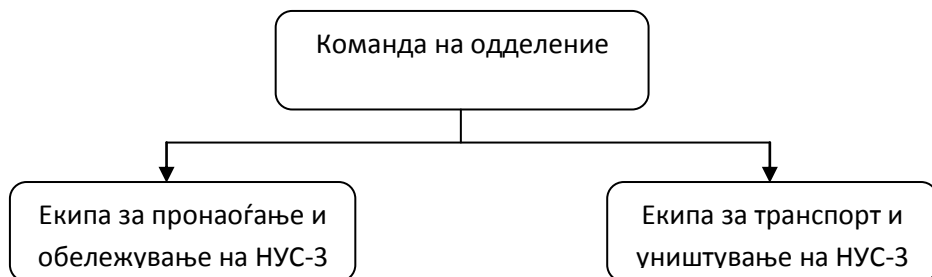 Команда на одделение
Екипа за пронаоѓање и
обележување на НУС-3
Екипа за транспорт и
уништување на НУС-3